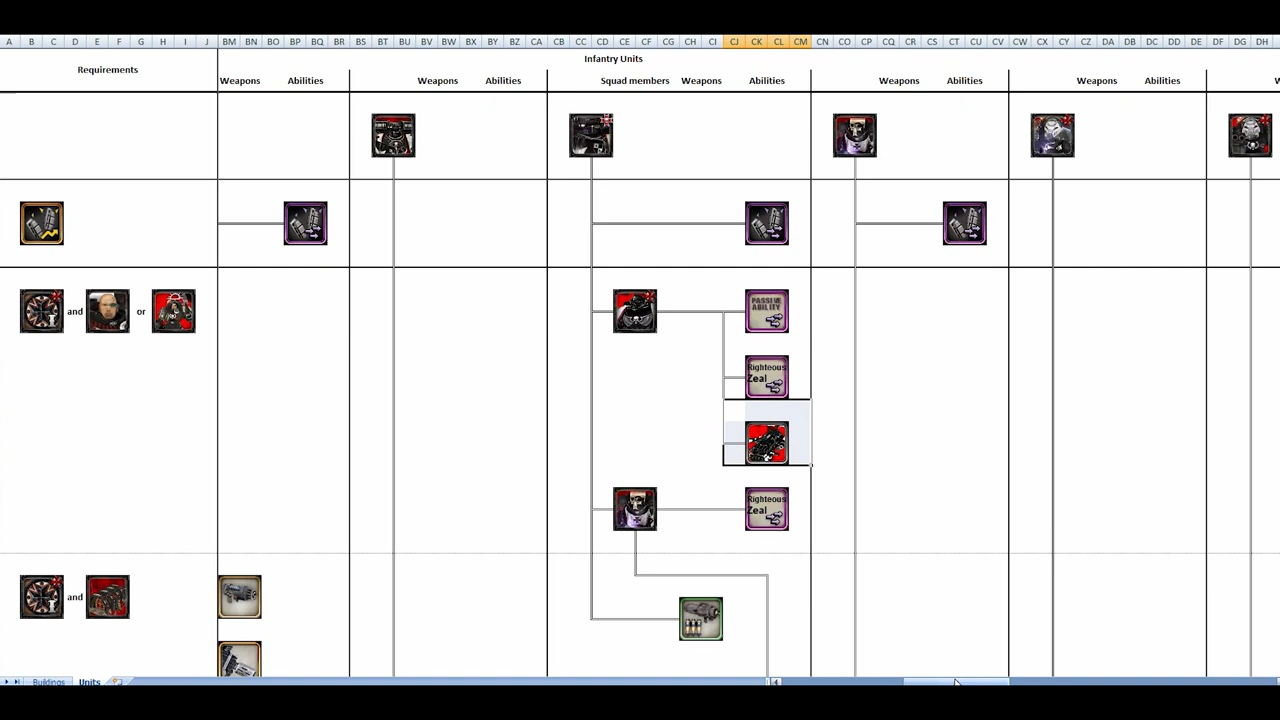 A B C D E F G H I J BM BN BO BP BQ BR BS BT BU BV BW BX BY BZ CA CB CC CD CE CF CG CH CI CJ CK CL CM CN CO CP CQ CR CS CT CU CV CW CX CY CZ DA DB DC DD DE DF DG DH
Infantry Units
Requirements
Weapons Abilities Weapons Abilities Squad members Weapons Abilities Weapons Abilities Weapons Abilities W
and or
PASSIVE
ABILITY
Righteous
Zeal
Righteous
Zeal
and
Buildings Units